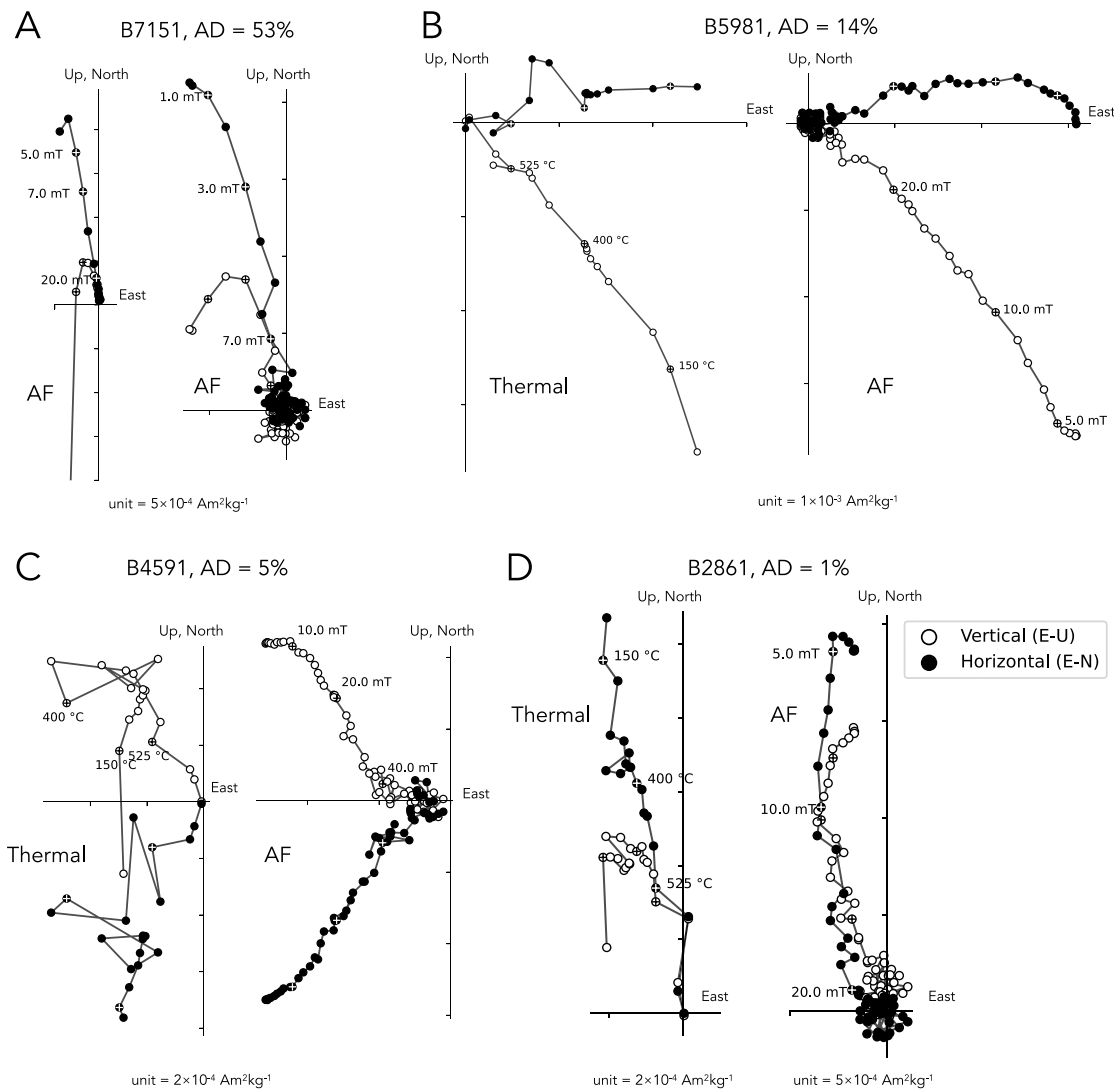 A
B7151, AD = 53%
Up, North
Up, North
1.0 mT
5.0 mT
7.0 mT
3.0 mT
20.0 mT
East
7.0 mT
AF
AF
East
unit = 5×10⁻⁴ Am²kg⁻¹
B
B5981, AD = 14%
Up, North
Up, North
East
East
525 °C
20.0 mT
400 °C
10.0 mT
150 °C
Thermal
AF
5.0 mT
unit = 1×10⁻³ Am²kg⁻¹
C
B4591, AD = 5%
Up, North
Up, North
10.0 mT
400 °C
20.0 mT
525 °C
150 °C
40.0 mT
East
East
Thermal
AF
unit = 2×10⁻⁴ Am²kg⁻¹
D
B2861, AD = 1%
Up, North
Up, North
Vertical (E-U)
Horizontal (E-N)
150 °C
5.0 mT
Thermal
AF
400 °C
10.0 mT
525 °C
20.0 mT
East
East
unit = 2×10⁻⁴ Am²kg⁻¹
unit = 5×10⁻⁴ Am²kg⁻¹